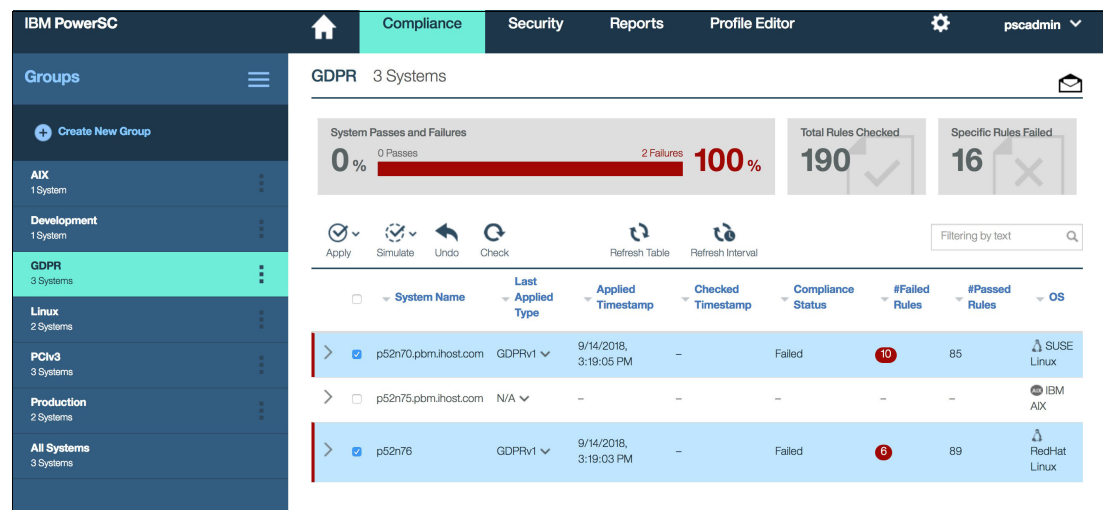 IBM PowerSC
Compliance
Security
Reports
Profile Editor
pscadmin
Groups
Create New Group
AIX
1 System
Development
1 System
GDPR
3 Systems
Linux
2 Systems
PCIv3
3 Systems
Production
2 Systems
All Systems
3 Systems
GDPR 3 Systems
System Passes and Failures
0 % 0 Passes 2 Failures 100 %
Total Rules Checked
190
Specific Rules Failed
16
Apply Simulate Undo Check Refresh Table Refresh Interval
Filtering by text
System Name
Last
Applied
Type
Applied
Timestamp
Checked
Timestamp
Compliance
Status
#Failed
Rules
#Passed
Rules
OS
p52n70.pbm.ihost.com GDPRv1
9/14/2018,
3:19:05 PM
– Failed 10 85
SUSE
Linux
p52n75.pbm.ihost.com N/A – – – – –
AIX IBM
AIX
p52n76 GDPRv1
9/14/2018,
3:19:03 PM
– Failed 6 89
RedHat
Linux